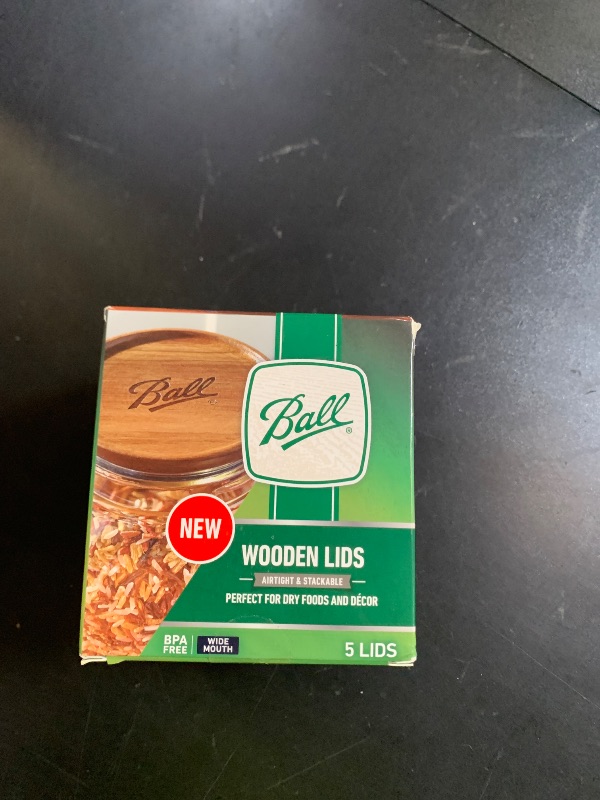 Ball®
Ball®
NEW
WOODEN LIDS
AIRTIGHT & STACKABLE
PERFECT FOR DRY FOODS AND DÉCOR
BPA
FREE
WIDE
MOUTH
5 LIDS